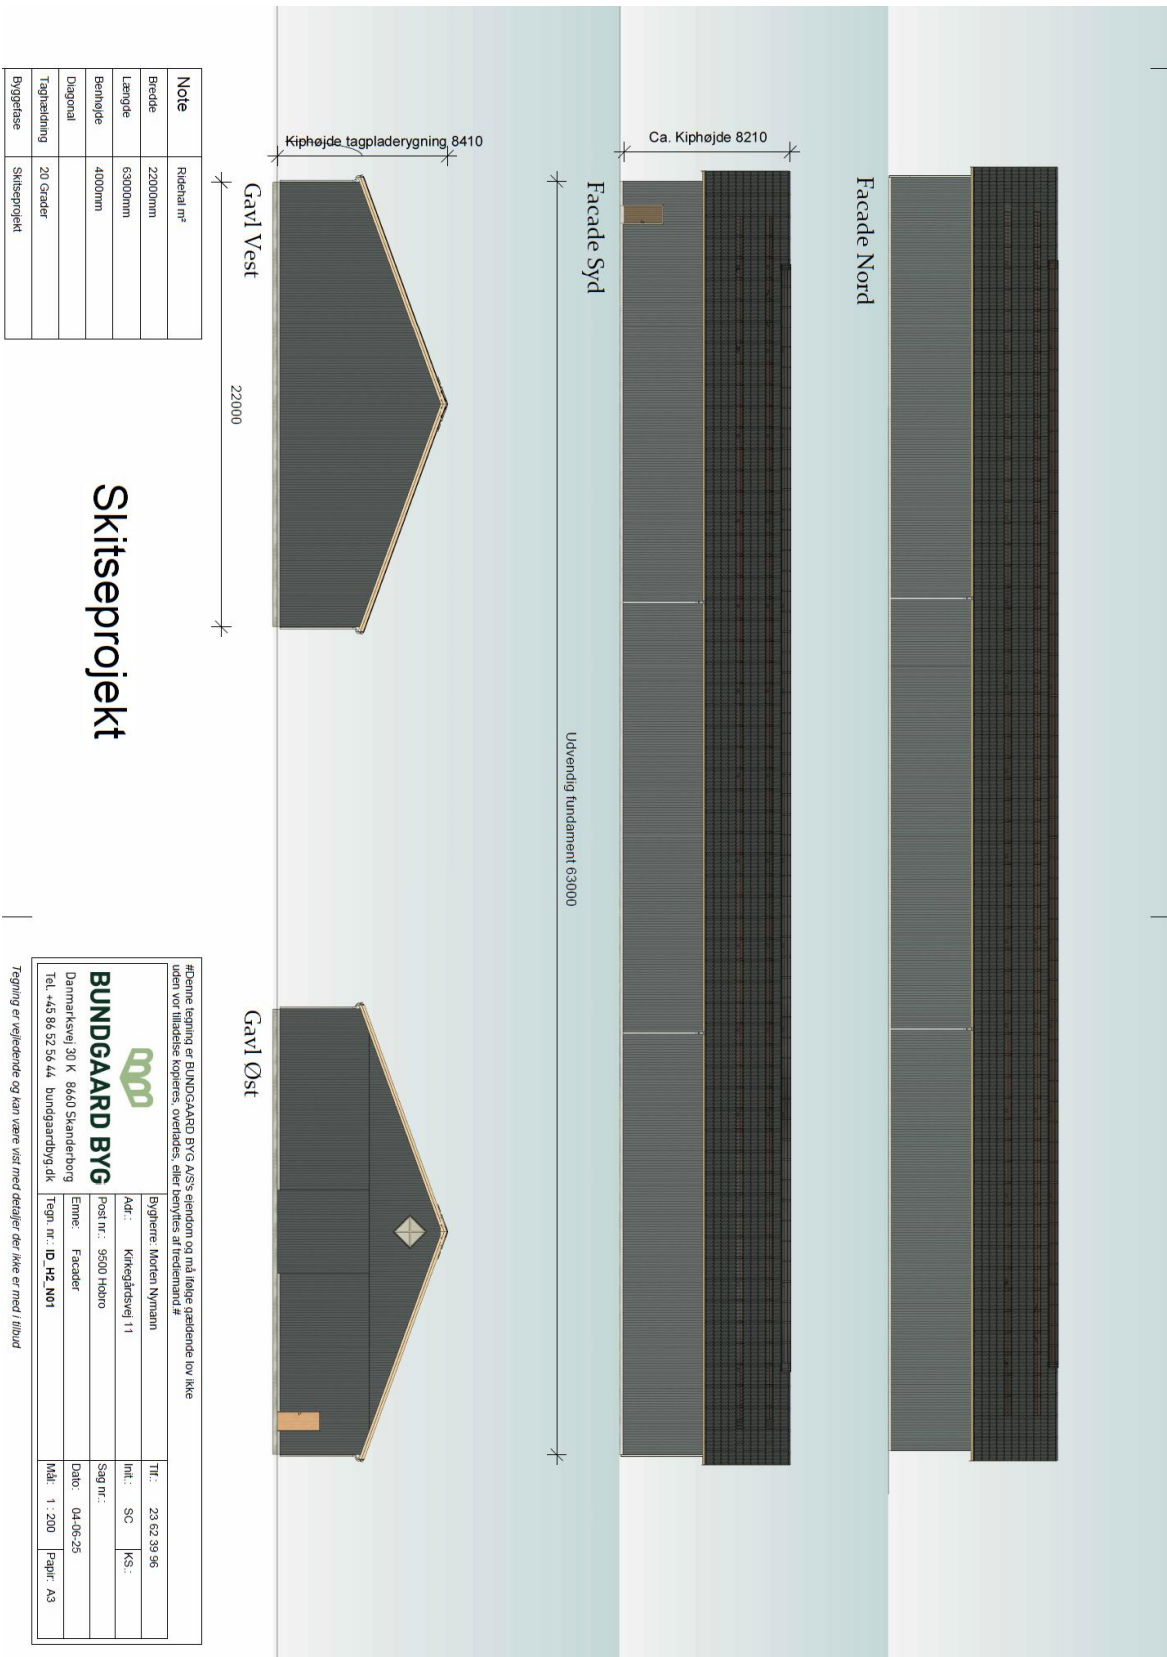 Facade Nord
Ca. Kiphøjde 8210
Facade Syd
Udvendig fundament 63000
Kiphøjde tagpladerygning 8410
Gavl Vest
Gavl Øst
22000
Note
Ridehal m²
Bredde 22000mm
Længde 63000mm
Benhøjde 4000mm
Diagonal
Taghældning 20 Grader
Byggefase Skitseprojekt
Skitseprojekt
#Denne tegning er BUNDGAARD BYG A/S's ejendom og må ifølge gældende lov ikke
uden vor tilladelse kopieres, overlades, eller benyttes af trediemand.#
BUNDGAARD BYG
Danmarksvej 30 K 8660 Skanderborg
Tel. +45 86 52 56 44 bundgaardbyg.dk
Bygherre: Morten Nymann Tlf.: 23 62 39 96
Adr.: Kirkegårdsvej 11 Init.: SC KS.:
Post nr.: 9500 Hobro Sag nr.:
Emne: Facader Dato: 04-06-25
Tegn. nr.: ID_H2_N01 Mål: 1 : 200 Papir: A3
Tegning er vejledende og kan være vist med detaljer der ikke er med i tilbud